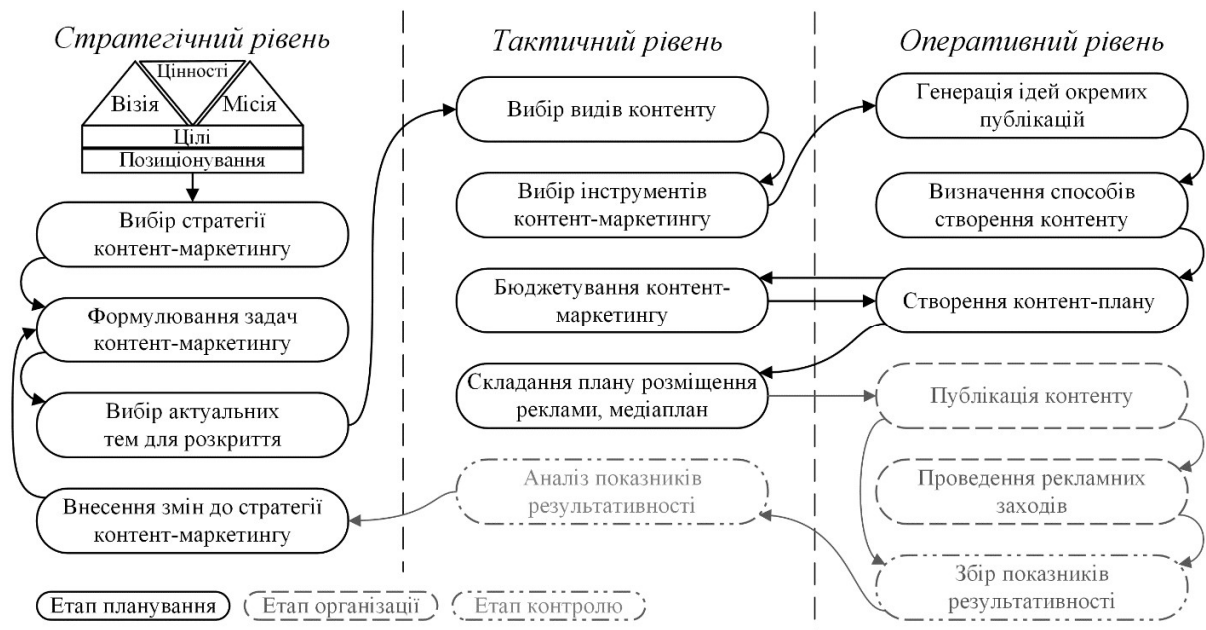 Стратегічний рівень
Цінності
Візія
Місія
Цілі
Позиціонування
Вибір стратегії
контент-маркетингу
Формулювання задач
контент-маркетингу
Вибір актуальних
тем для розкриття
Внесення змін до стратегії
контент-маркетингу
Тактичний рівень
Вибір видів контенту
Вибір інструментів
контент-маркетингу
Бюджетування контент-
маркетингу
Складання плану розміщення
реклами, медіаплан
Аналіз показників
результативності
Оперативний рівень
Генерація ідей окремих
публікацій
Визначення способів
створення контенту
Створення контент-плану
Публікація контенту
Проведення рекламних
заходів
Збір показників
результативності
Етап планування
Етап організації
Етап контролю